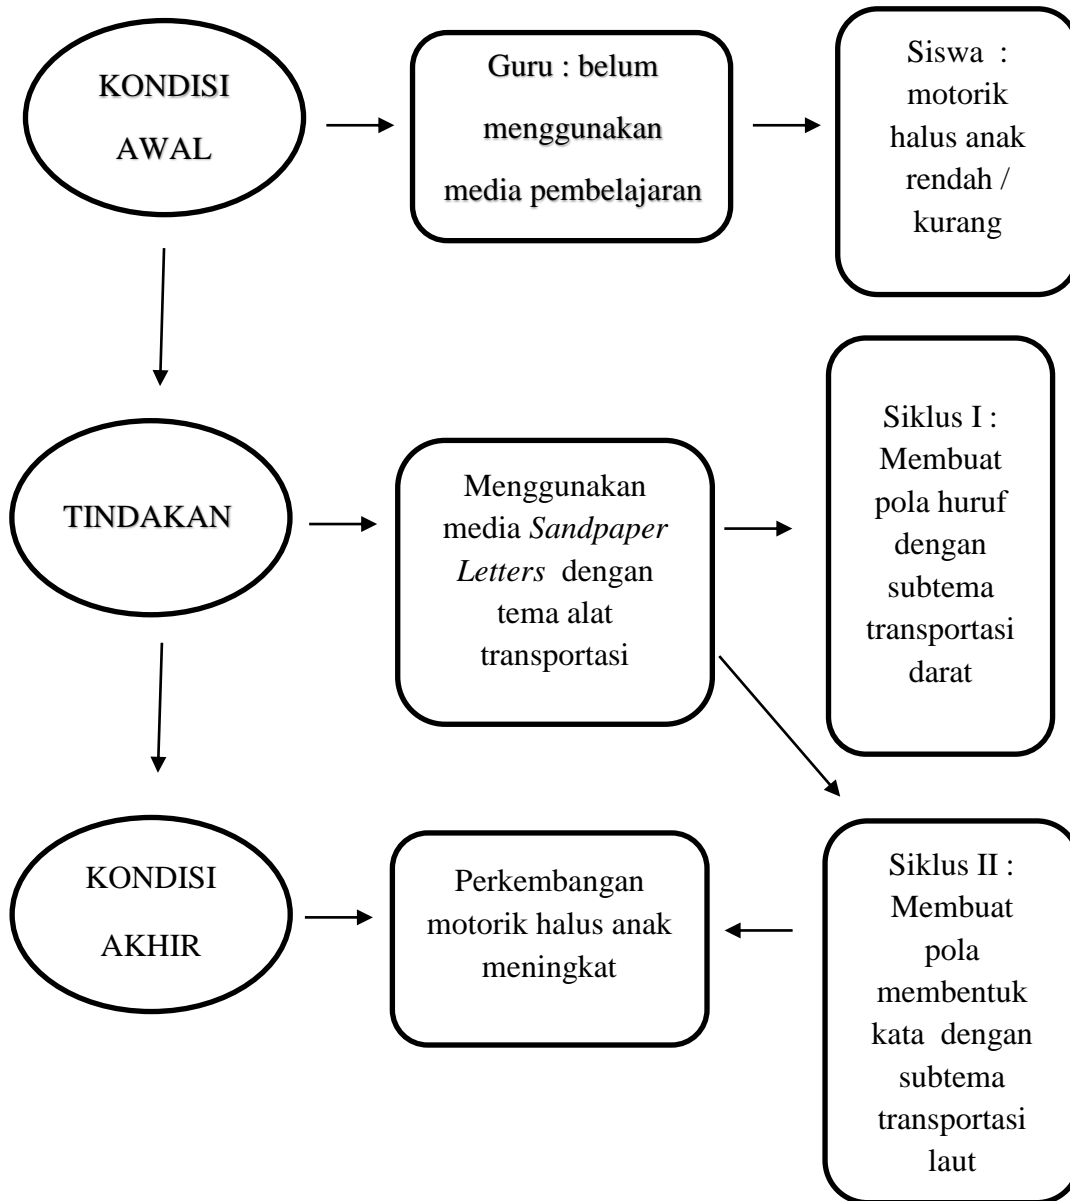 KONDISI
AWAL
Guru : belum
menggunakan
media pembelajaran
Siswa :
motorik
halus anak
rendah /
kurang
TINDAKAN
Menggunakan
media Sandpaper
Letters dengan
tema alat
transportasi
Siklus I :
Membuat
pola huruf
dengan
subtema
transportasi
darat
KONDISI
AKHIR
Perkembangan
motorik halus anak
meningkat
Siklus II :
Membuat
pola
membentuk
kata dengan
subtema
transportasi
laut